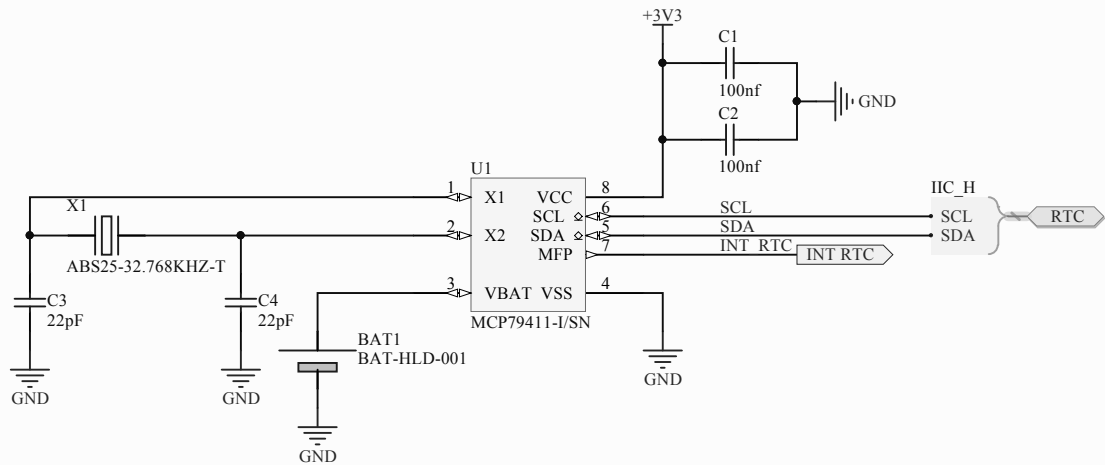 +3V3
C1
100nf
GND
C2
100nf
U1
1 X1 VCC 8
SCL 6 SCL
2 X2 SDA 5 SDA
MFP 7 INT_RTC INT RTC
3 VBAT VSS 4
MCP79411-I/SN
IIC_H
SCL
SDA
RTC
X1
ABS25-32.768KHZ-T
C3
22pF
C4
22pF
BAT1
BAT-HLD-001
GND
GND
GND
GND